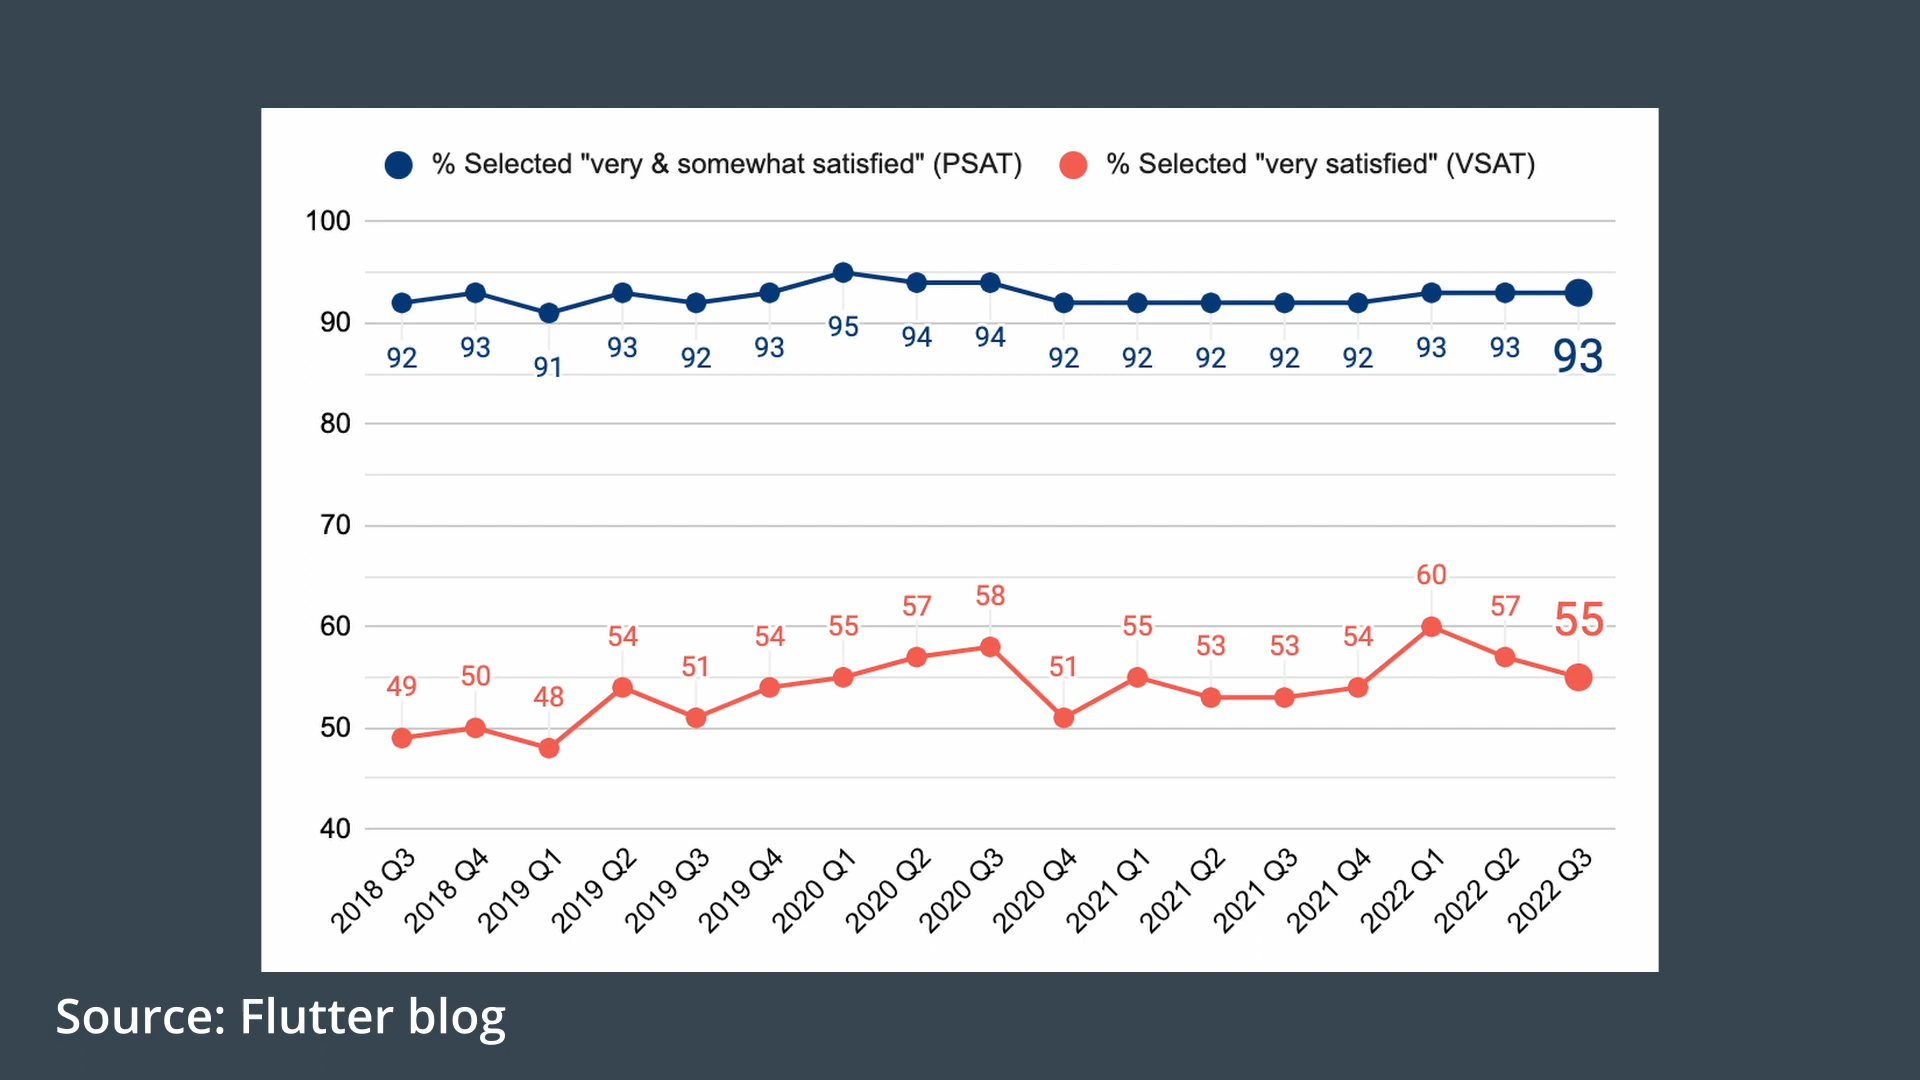 % Selected "very & somewhat satisfied" (PSAT) % Selected "very satisfied" (VSAT)
100
90
80
70
60
50
40
92 93 91 93 92 93 95 94 94 92 92 92 92 92 93 93 93
49 50 48 54 51 54 55 57 58 51 55 53 53 54 60 57 55
2018 Q3 2018 Q4 2019 Q1 2019 Q2 2019 Q3 2019 Q4 2020 Q1 2020 Q2 2020 Q3 2020 Q4 2021 Q1 2021 Q2 2021 Q3 2021 Q4 2022 Q1 2022 Q2 2022 Q3
Source: Flutter blog